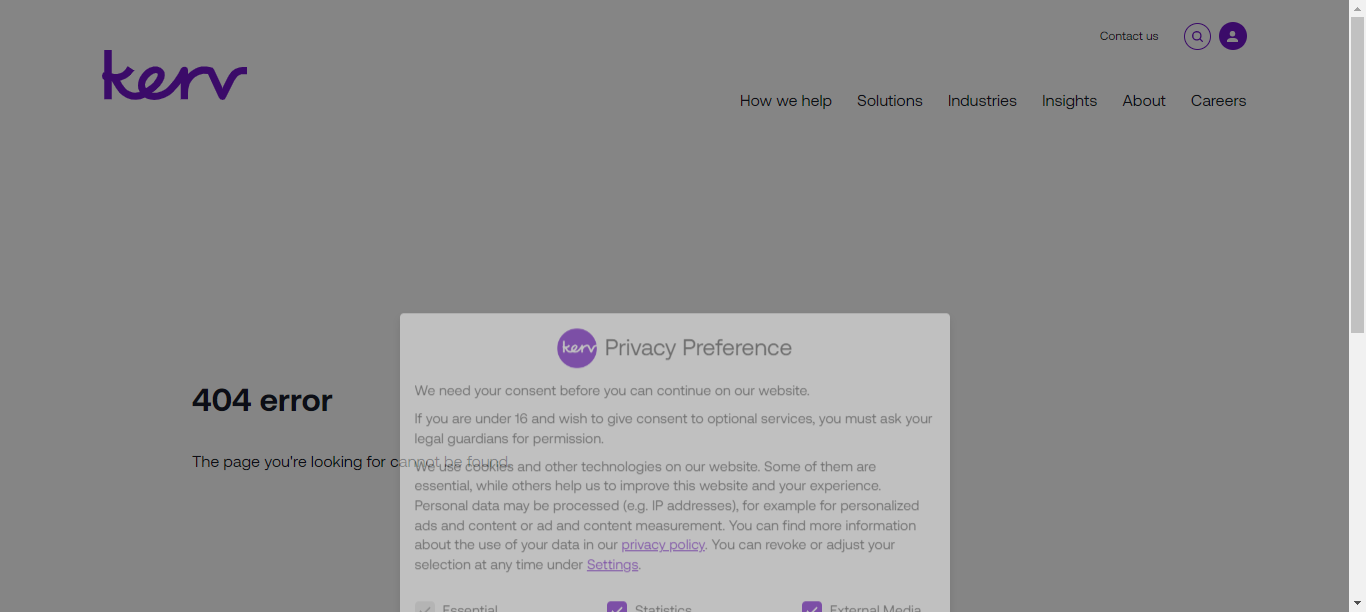 Contact us
kerv
How we help Solutions Industries Insights About Careers
kerv Privacy Preference
We need your consent before you can continue on our website.
404 error
If you are under 16 and wish to give consent to optional services, you must ask your
legal guardians for permission.
The page you're looking for cannot be found.
We use cookies and other technologies on our website. Some of them are
essential, while others help us to improve this website and your experience.
Personal data may be processed (e.g. IP addresses), for example for personalized
ads and content or ad and content measurement. You can find more information
about the use of your data in our privacy policy. You can revoke or adjust your
selection at any time under Settings.
Essential Statistics External Media